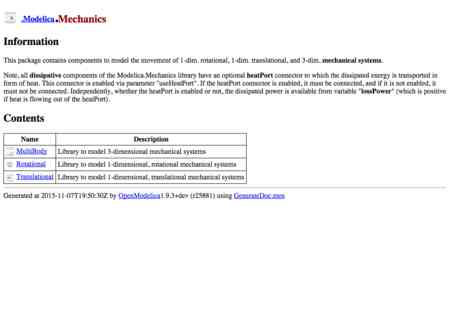 .Modelica.Mechanics
Information
This package contains components to model the movement of 1-dim. rotational, 1-dim. translational, and 3-dim. mechanical systems.
Note, all dissipative components of the Modelica.Mechanics library have an optional heatPort connector to which the dissipated energy is transported in
form of heat. This connector is enabled via parameter "useHeatPort". If the heatPort connector is enabled, it must be connected, and if it is not enabled, it
must not be connected. Independently, whether the heatPort is enabled or not, the dissipated power is available from variable "lossPower" (which is positive
if heat is flowing out of the heatPort).
Contents
Name Description
MultiBody Library to model 3-dimensional mechanical systems
Rotational Library to model 1-dimensional, rotational mechanical systems
Translational Library to model 1-dimensional, translational mechanical systems
Generated at 2015-11-07T19:50:30Z by OpenModelica1.9.3+dev (r25881) using GenerateDoc.mos